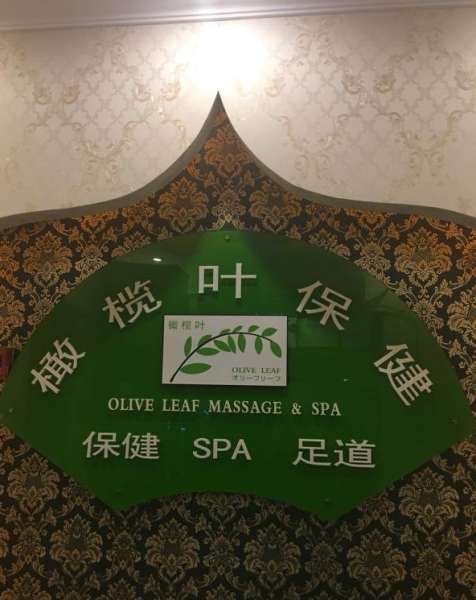 橄榄叶保健
橄榄叶
OLIVE LEAF
オリーブリーフ
OLIVE LEAF MASSAGE & SPA
保健 SPA 足道